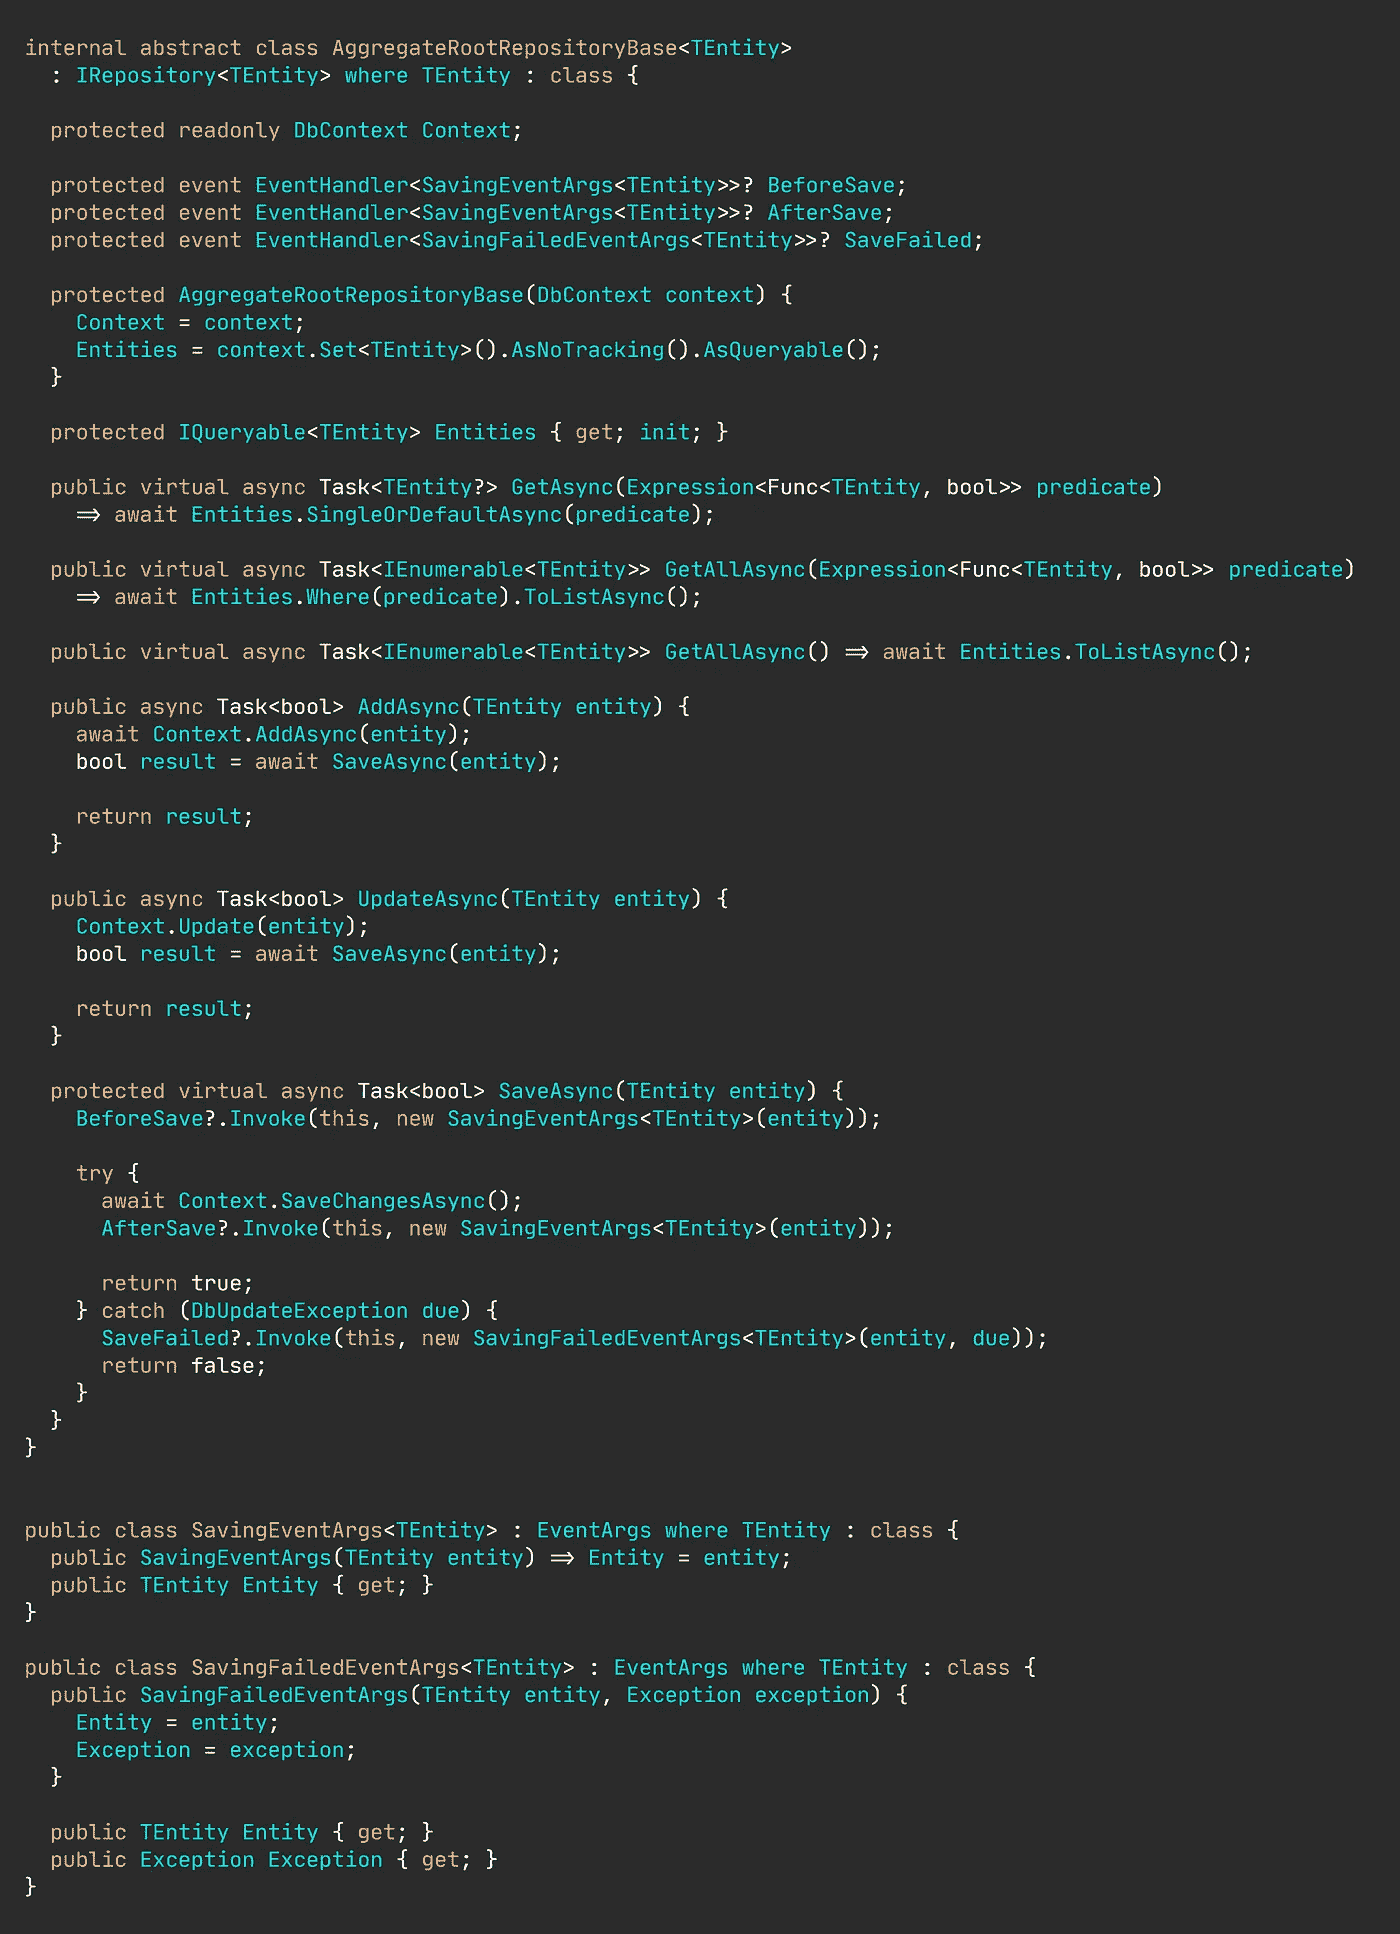 internal abstract class AggregateRootRepositoryBase<TEntity>
  : IRepository<TEntity> where TEntity : class {

  protected readonly DbContext Context;

  protected event EventHandler<SavingEventArgs<TEntity>>? BeforeSave;
  protected event EventHandler<SavingEventArgs<TEntity>>? AfterSave;
  protected event EventHandler<SavingFailedEventArgs<TEntity>>? SaveFailed;

  protected AggregateRootRepositoryBase(DbContext context) {
    Context = context;
    Entities = context.Set<TEntity>().AsNoTracking().AsQueryable();
  }

  protected IQueryable<TEntity> Entities { get; init; }

  public virtual async Task<TEntity?> GetAsync(Expression<Func<TEntity, bool>> predicate)
    => await Entities.SingleOrDefaultAsync(predicate);

  public virtual async Task<IEnumerable<TEntity>> GetAllAsync(Expression<Func<TEntity, bool>> predicate)
    => await Entities.Where(predicate).ToListAsync();

  public virtual async Task<IEnumerable<TEntity>> GetAllAsync() => await Entities.ToListAsync();

  public async Task<bool> AddAsync(TEntity entity) {
    await Context.AddAsync(entity);
    bool result = await SaveAsync(entity);

    return result;
  }

  public async Task<bool> UpdateAsync(TEntity entity) {
    Context.Update(entity);
    bool result = await SaveAsync(entity);

    return result;
  }

  protected virtual async Task<bool> SaveAsync(TEntity entity) {
    BeforeSave?.Invoke(this, new SavingEventArgs<TEntity>(entity));

    try {
      await Context.SaveChangesAsync();
      AfterSave?.Invoke(this, new SavingEventArgs<TEntity>(entity));

      return true;
    } catch (DbUpdateException due) {
      SaveFailed?.Invoke(this, new SavingFailedEventArgs<TEntity>(entity, due));
      return false;
    }
  }
}

public class SavingEventArgs<TEntity> : EventArgs where TEntity : class {
  public SavingEventArgs(TEntity entity) => Entity = entity;
  public TEntity Entity { get; }
}

public class SavingFailedEventArgs<TEntity> : EventArgs where TEntity : class {
  public SavingFailedEventArgs(TEntity entity, Exception exception) {
    Entity = entity;
    Exception = exception;
  }

  public TEntity Entity { get; }
  public Exception Exception { get; }
}